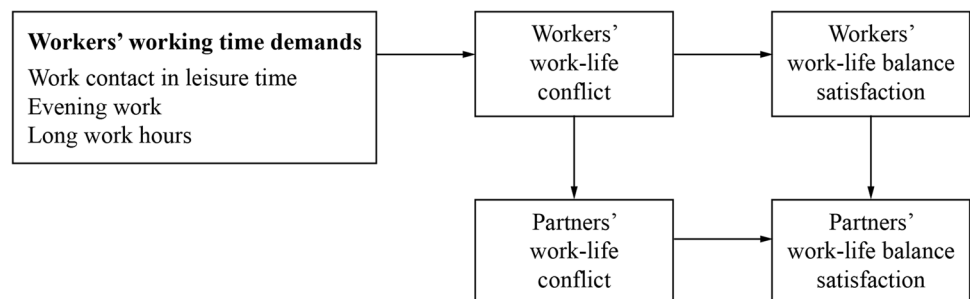 Workers’ working time demands
Work contact in leisure time
Evening work
Long work hours
Workers’
work-life
conflict
Workers’
work-life balance
satisfaction
Partners’
work-life
conflict
Partners’
work-life balance
satisfaction